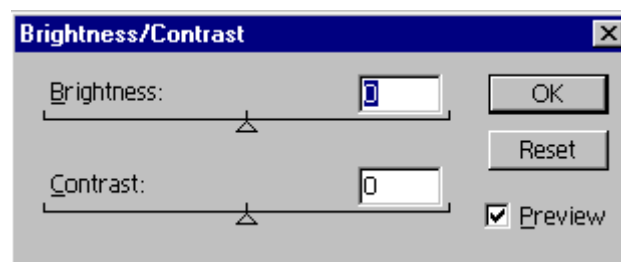 Brightness/Contrast
Brightness: 0
OK
Reset
Contrast: 0
Preview